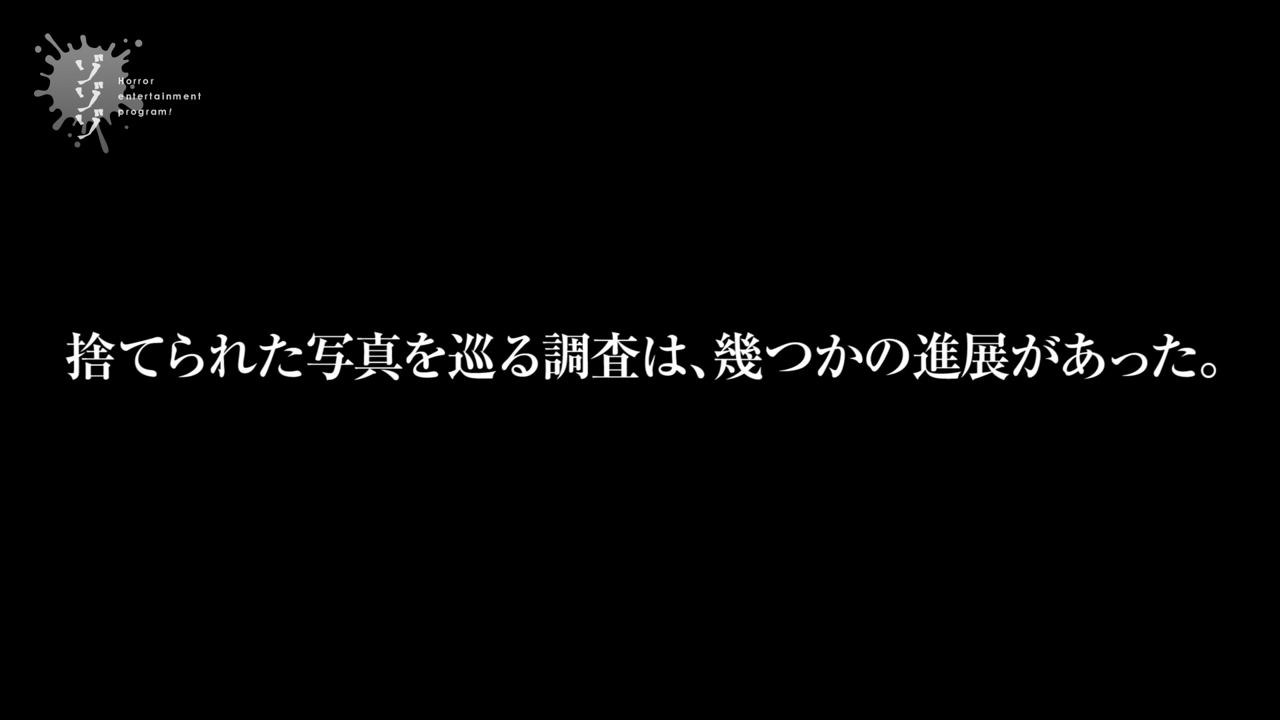 ゾゾゾ
Horror
entertainment
program!
捨てられた写真を巡る調査は、幾つかの進展があった。